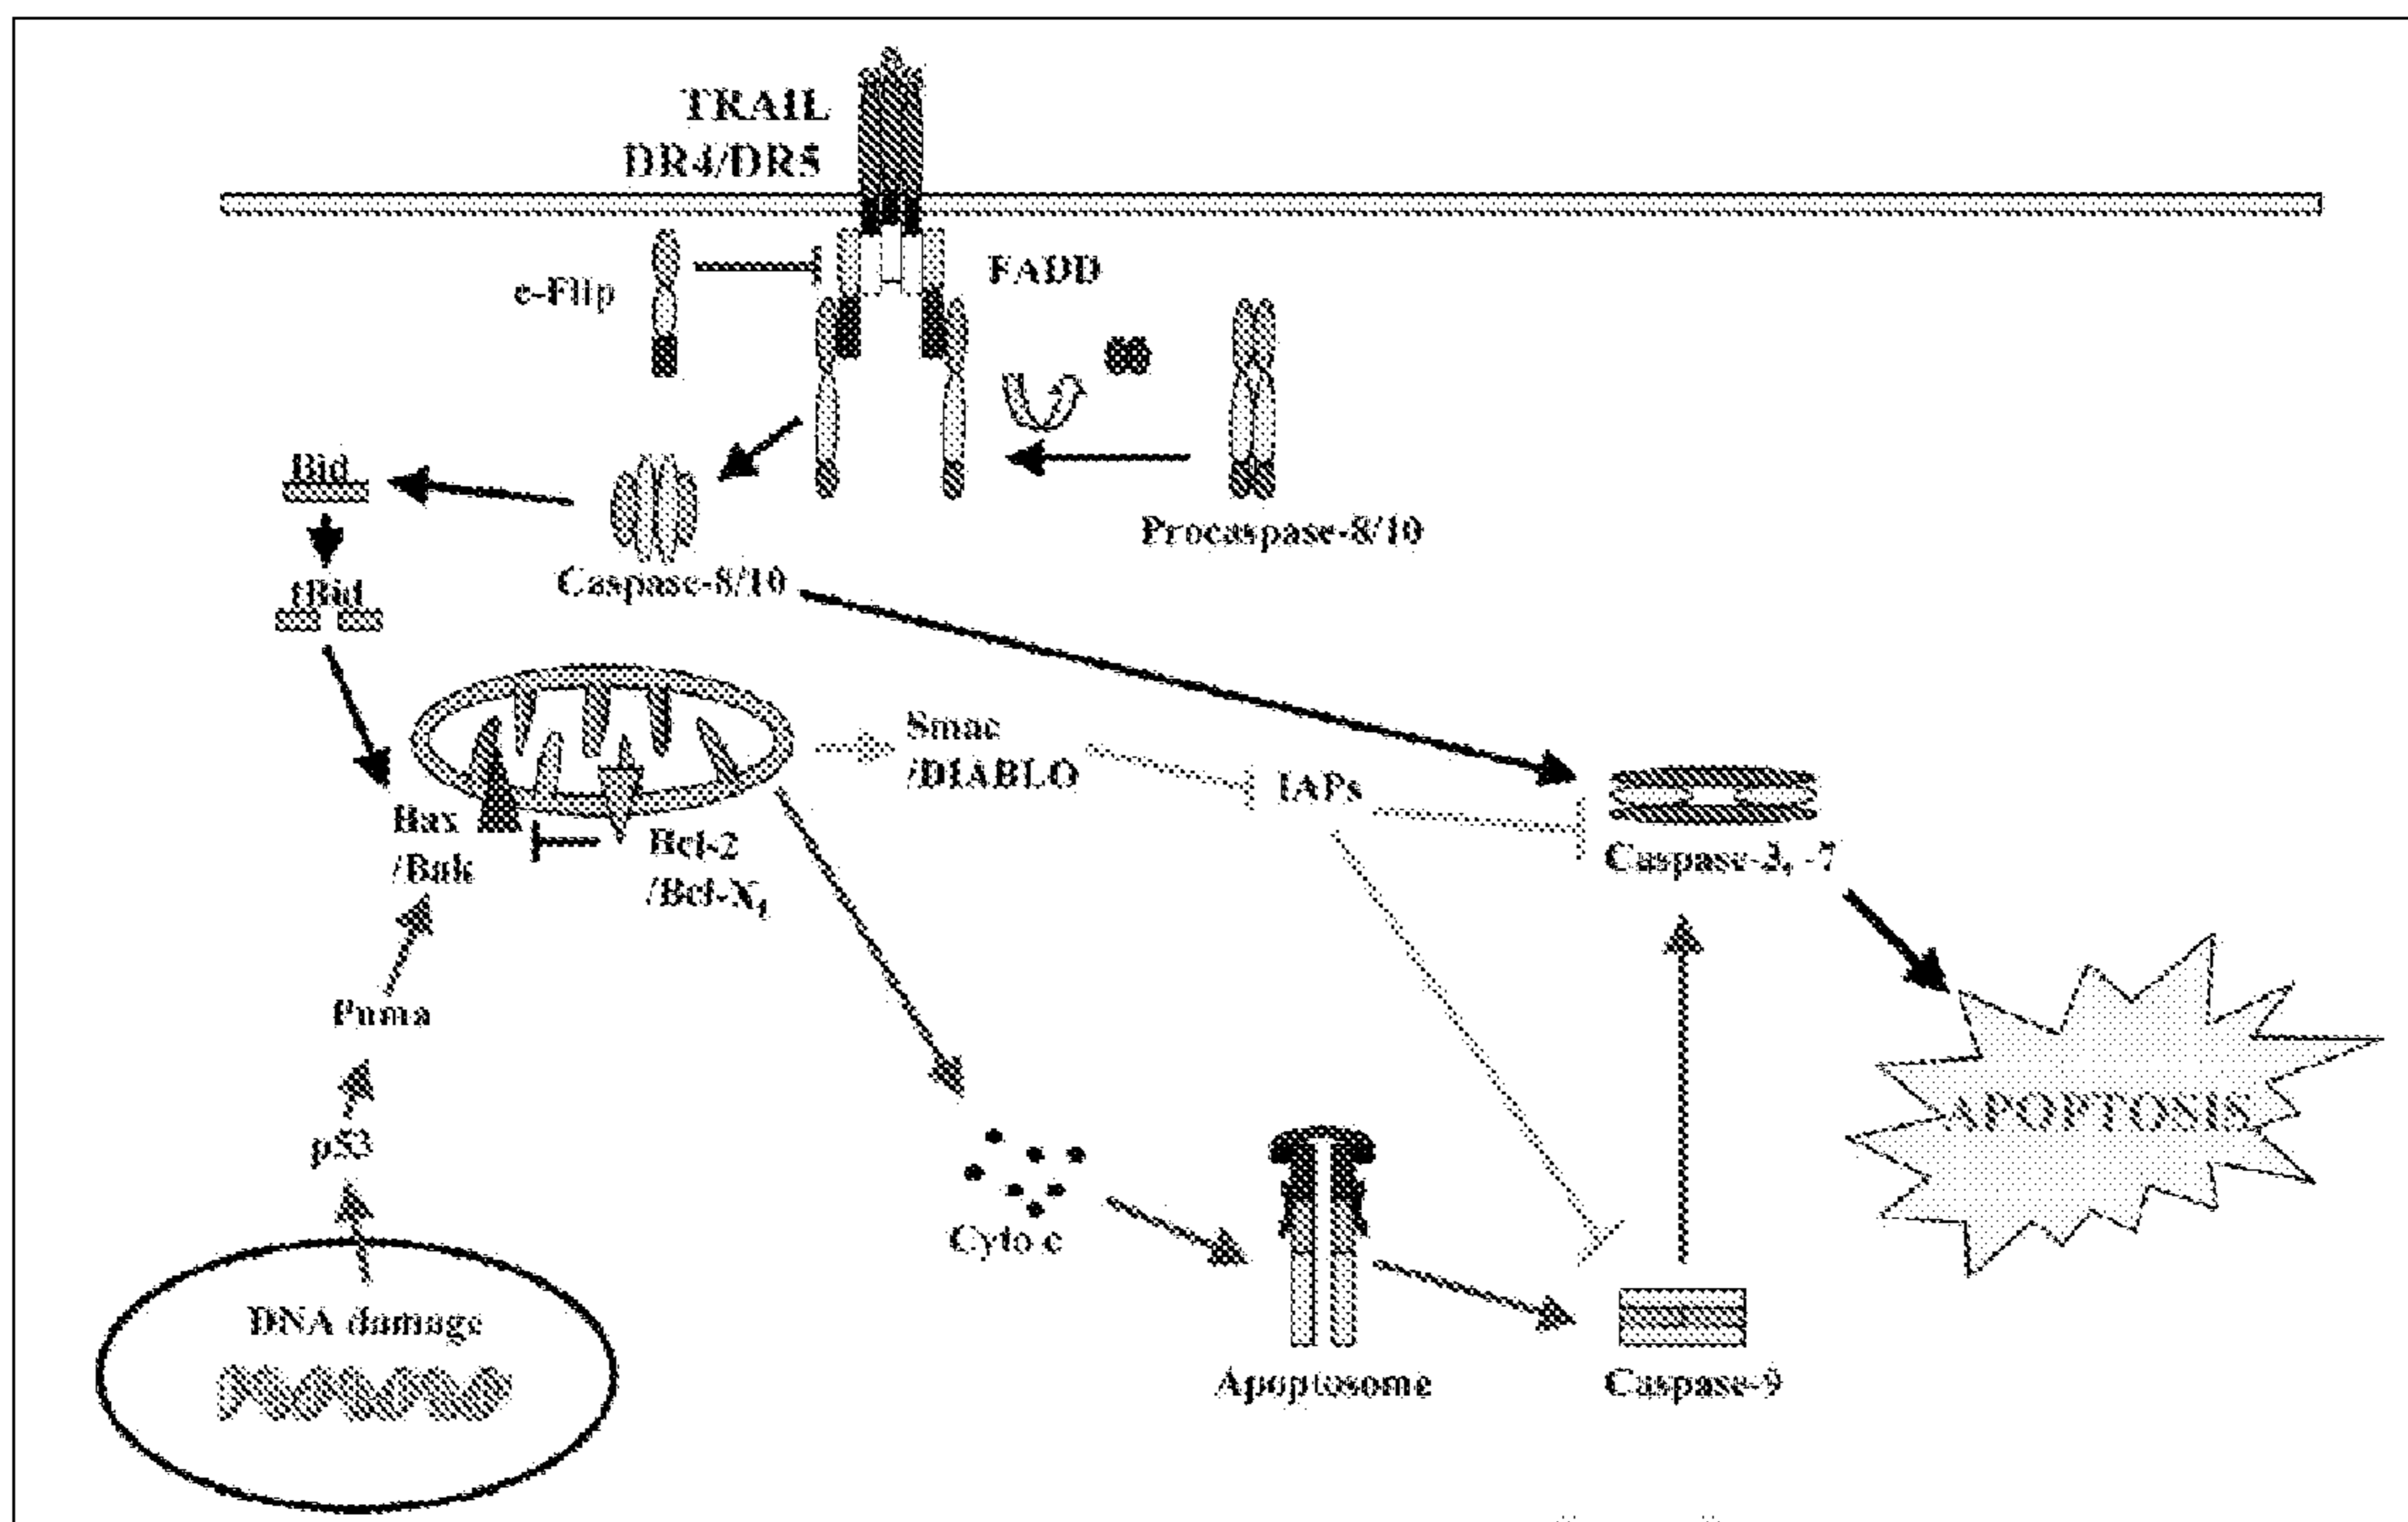 TRAIL
DR4/DR5
c-Flip
FADD
Bid
Procaspase-8/10
tBid
Caspase-8/10
Smac
/DIABLO
IAPs
Bax
/Bak
Bcl-2
/Bcl-XL
Caspase-3, -7
Puma
p53
APOPTOSIS
Cyto c
DNA damage
Apoptosome
Caspase-9